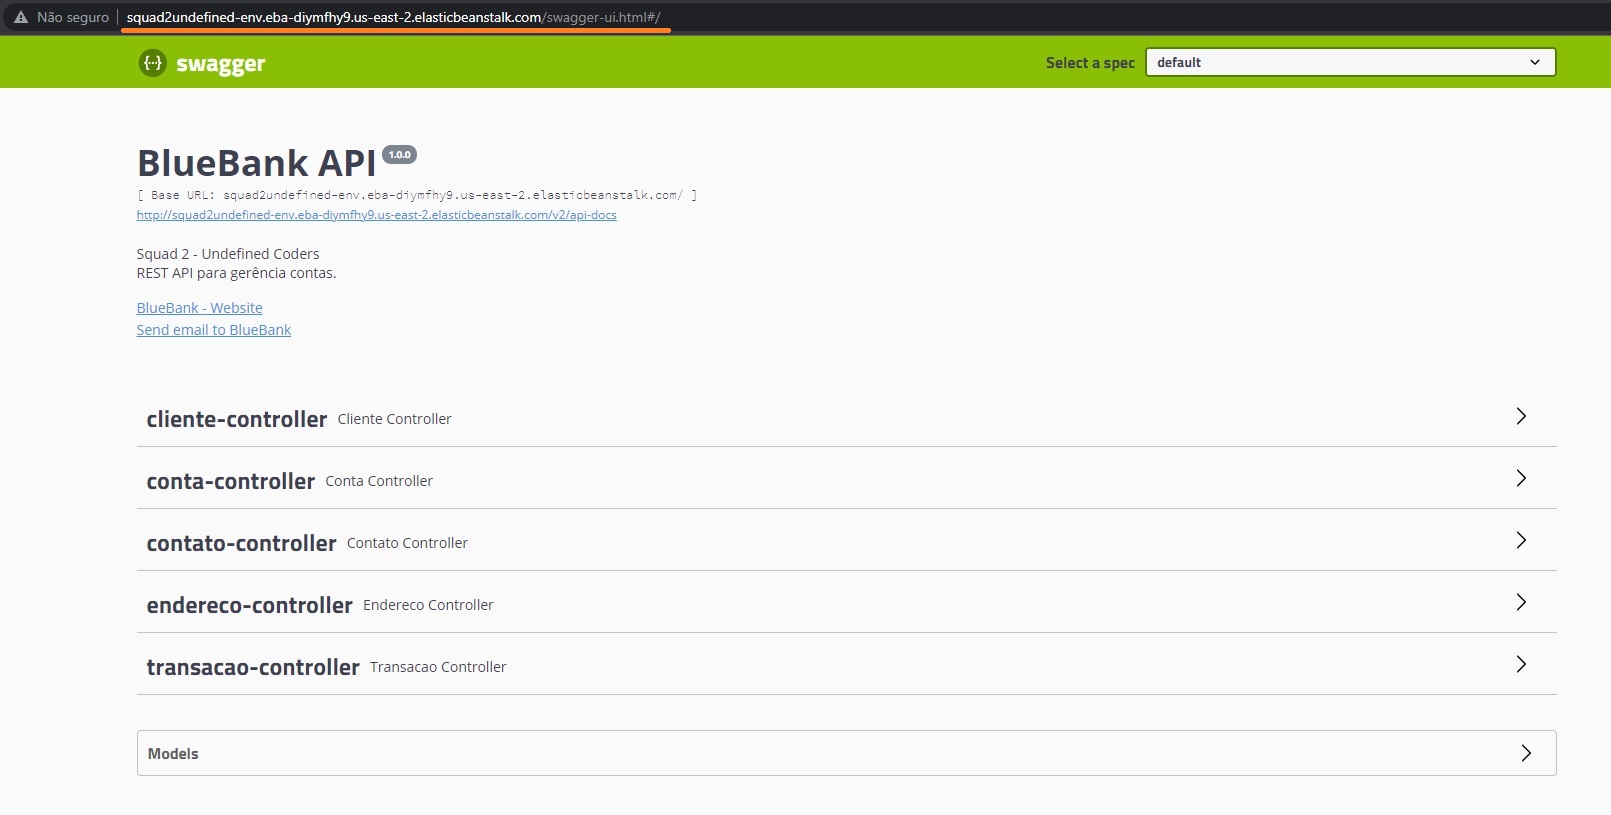 Não seguro squad2undefined-env.eba-diymfhy9.us-east-2.elasticbeanstalk.com/swagger-ui.html#/
swagger Select a spec default
BlueBank API 1.0.0
[ Base URL: squad2undefined-env.eba-diymfhy9.us-east-2.elasticbeanstalk.com/ ]
http://squad2undefined-env.eba-diymfhy9.us-east-2.elasticbeanstalk.com/v2/api-docs
Squad 2 - Undefined Coders
REST API para gerência contas.
BlueBank - Website
Send email to BlueBank
cliente-controller Cliente Controller
conta-controller Conta Controller
contato-controller Contato Controller
endereco-controller Endereco Controller
transacao-controller Transacao Controller
Models